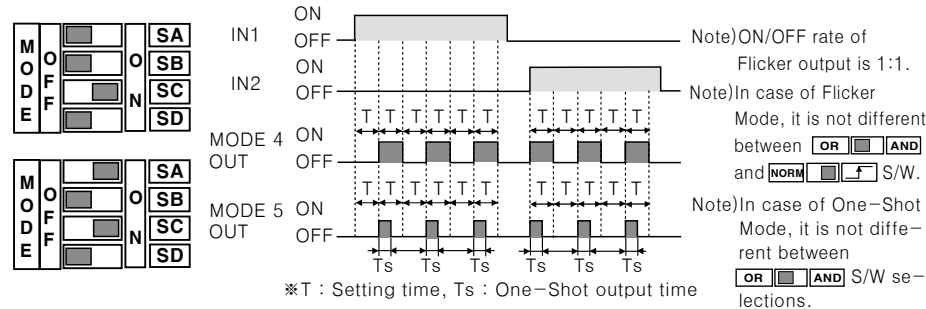 MODE
OFF
ON
SA
SB
SC
SD
MODE
OFF
ON
SA
SB
SC
SD
IN1
ON
OFF
IN2
ON
OFF
T T T T T T
T T T T T
MODE 4
OUT
ON
OFF
T T T T T T
T T T T T
MODE 5
OUT
ON
OFF
Ts Ts Ts Ts Ts Ts
※T : Setting time, Ts : One-Shot output time
Note)ON/OFF rate of
Flicker output is 1:1.
Note)In case of Flicker
Mode, it is not different
between OR AND
and NORM S/W.
Note)In case of One-Shot
Mode, it is not diffe-
rent between
OR AND S/W se-
lections.